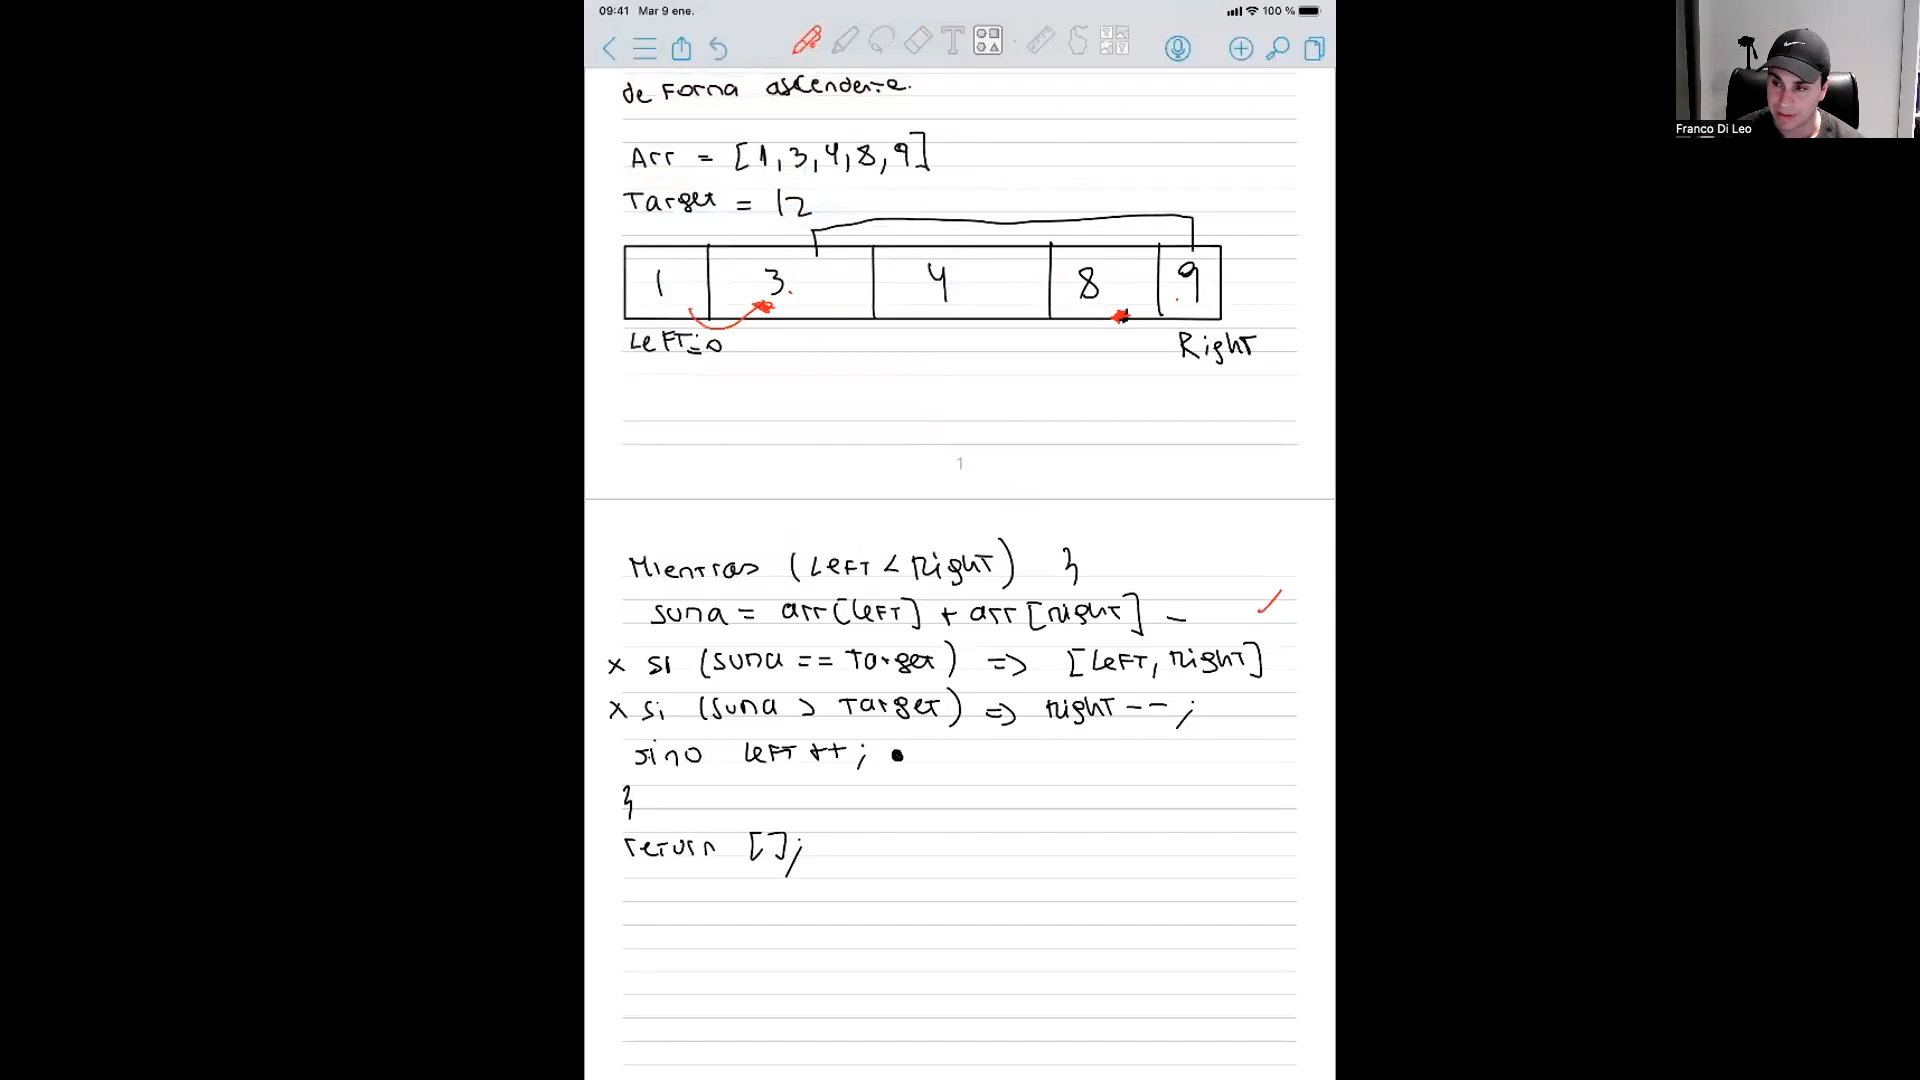 09:41 Mar 9 ene.
100 %
de Forma ascendente.
Arr = [1, 3, 4, 8, 9]
Target = 12
1 3 4 8 9
Left=0 Right
1
Mientras (Left < Right) }
suma = arr[left] + arr[right] -
x si (suma == Target) => [Left, Right]
x si (suma > Target) => right--;
sino left++;
}
return [];
Franco Di Leo